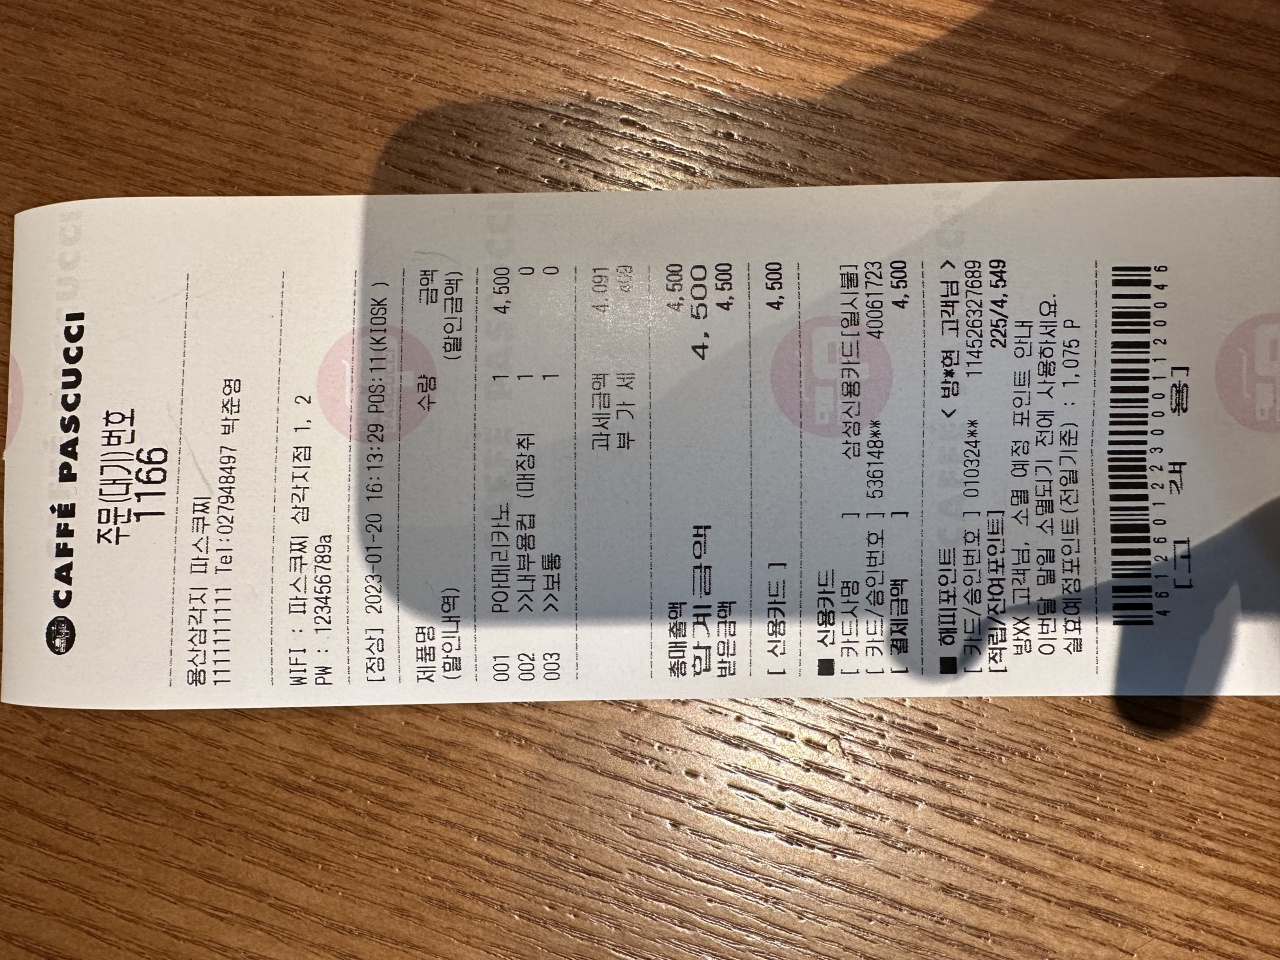 CAFFÉ PASCUCCI
주문(대기)번호
1166
용산삼각지 파스쿠찌
1111111111 Tel:027948497 박준영
WIFI : 파스쿠찌 삼각지점 1, 2
PW : 123456789a
[정상] 2023-01-20 16:13:29 POS:11(KIOSK )
제품명 수량 금액
(할인내역) (할인금액)
001 P아메리카노 1 4,500
002 >>내부용컵 (매장취 1 0
003 >>보통 1 0
과세금액 4,091
부 가 세 409
총매출액 4,500
합계금액 4,500
받은금액 4,500
[ 신용카드 ] 4,500
■ 신용카드
[ 카드사명 ] 삼성신용카드[일시불]
[ 카드/승인번호 ] 536148** 40061723
[ 결제금액 ] 4,500
■ 해피포인트 < 방*현 고객님 >
[ 카드/승인번호 ] 010324** 114526327689
[적립/잔여포인트] 225/4,549
방XX 고객님, 소멸 예정 포인트 안내
이번달 말일 소멸되기 전에 사용하세요.
실효예정포인트(전일기준) : 1,075 P
4612601223001120046
[고 객 용]